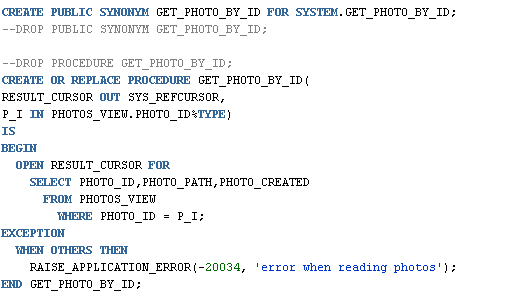 CREATE PUBLIC SYNONYM GET_PHOTO_BY_ID FOR SYSTEM.GET_PHOTO_BY_ID;
--DROP PUBLIC SYNONYM GET_PHOTO_BY_ID;

--DROP PROCEDURE GET_PHOTO_BY_ID;
CREATE OR REPLACE PROCEDURE GET_PHOTO_BY_ID(
RESULT_CURSOR OUT SYS_REFCURSOR,
P_I IN PHOTOS_VIEW.PHOTO_ID%TYPE)
IS
BEGIN
  OPEN RESULT_CURSOR FOR
    SELECT PHOTO_ID,PHOTO_PATH,PHOTO_CREATED
      FROM PHOTOS_VIEW
        WHERE PHOTO_ID = P_I;
EXCEPTION
  WHEN OTHERS THEN
    RAISE_APPLICATION_ERROR(-20034, 'error when reading photos');
END GET_PHOTO_BY_ID;